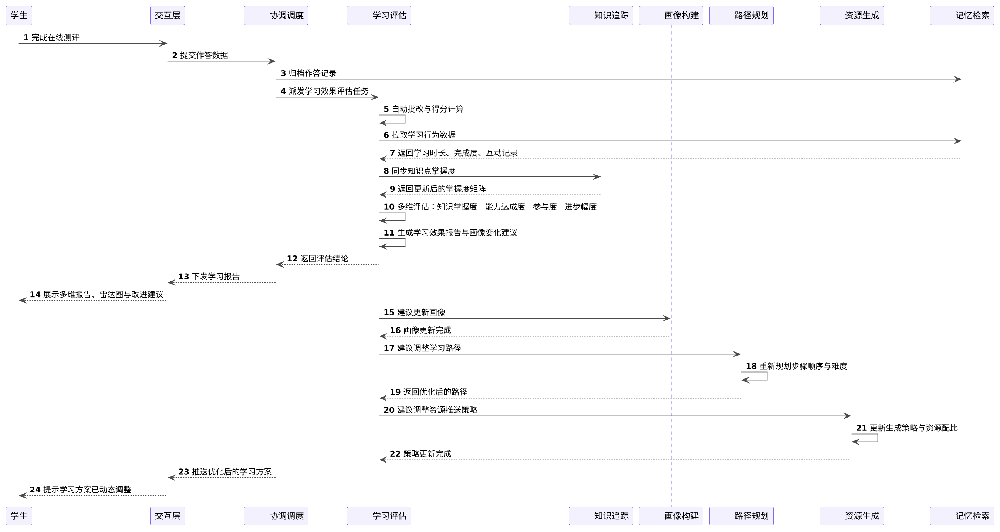 学生 交互层 协调调度 学习评估 知识追踪 画像构建 路径规划 资源生成 记忆检索
1 完成在线测评
2 提交作答数据
3 归档作答记录
4 派发学习效果评估任务
5 自动批改与得分计算
6 拉取学习行为数据
7 返回学习时长、完成度、互动记录
8 同步知识点掌握度
9 返回更新后的掌握度矩阵
10 多维评估：知识掌握度　能力达成度　参与度　进步幅度
11 生成学习效果报告与画像变化建议
12 返回评估结论
13 下发学习报告
14 展示多维报告、雷达图与改进建议
15 建议更新画像
16 画像更新完成
17 建议调整学习路径
18 重新规划步骤顺序与难度
19 返回优化后的路径
20 建议调整资源推送策略
21 更新生成策略与资源配比
22 策略更新完成
23 推送优化后的学习方案
24 提示学习方案已动态调整
学生 交互层 协调调度 学习评估 知识追踪 画像构建 路径规划 资源生成 记忆检索